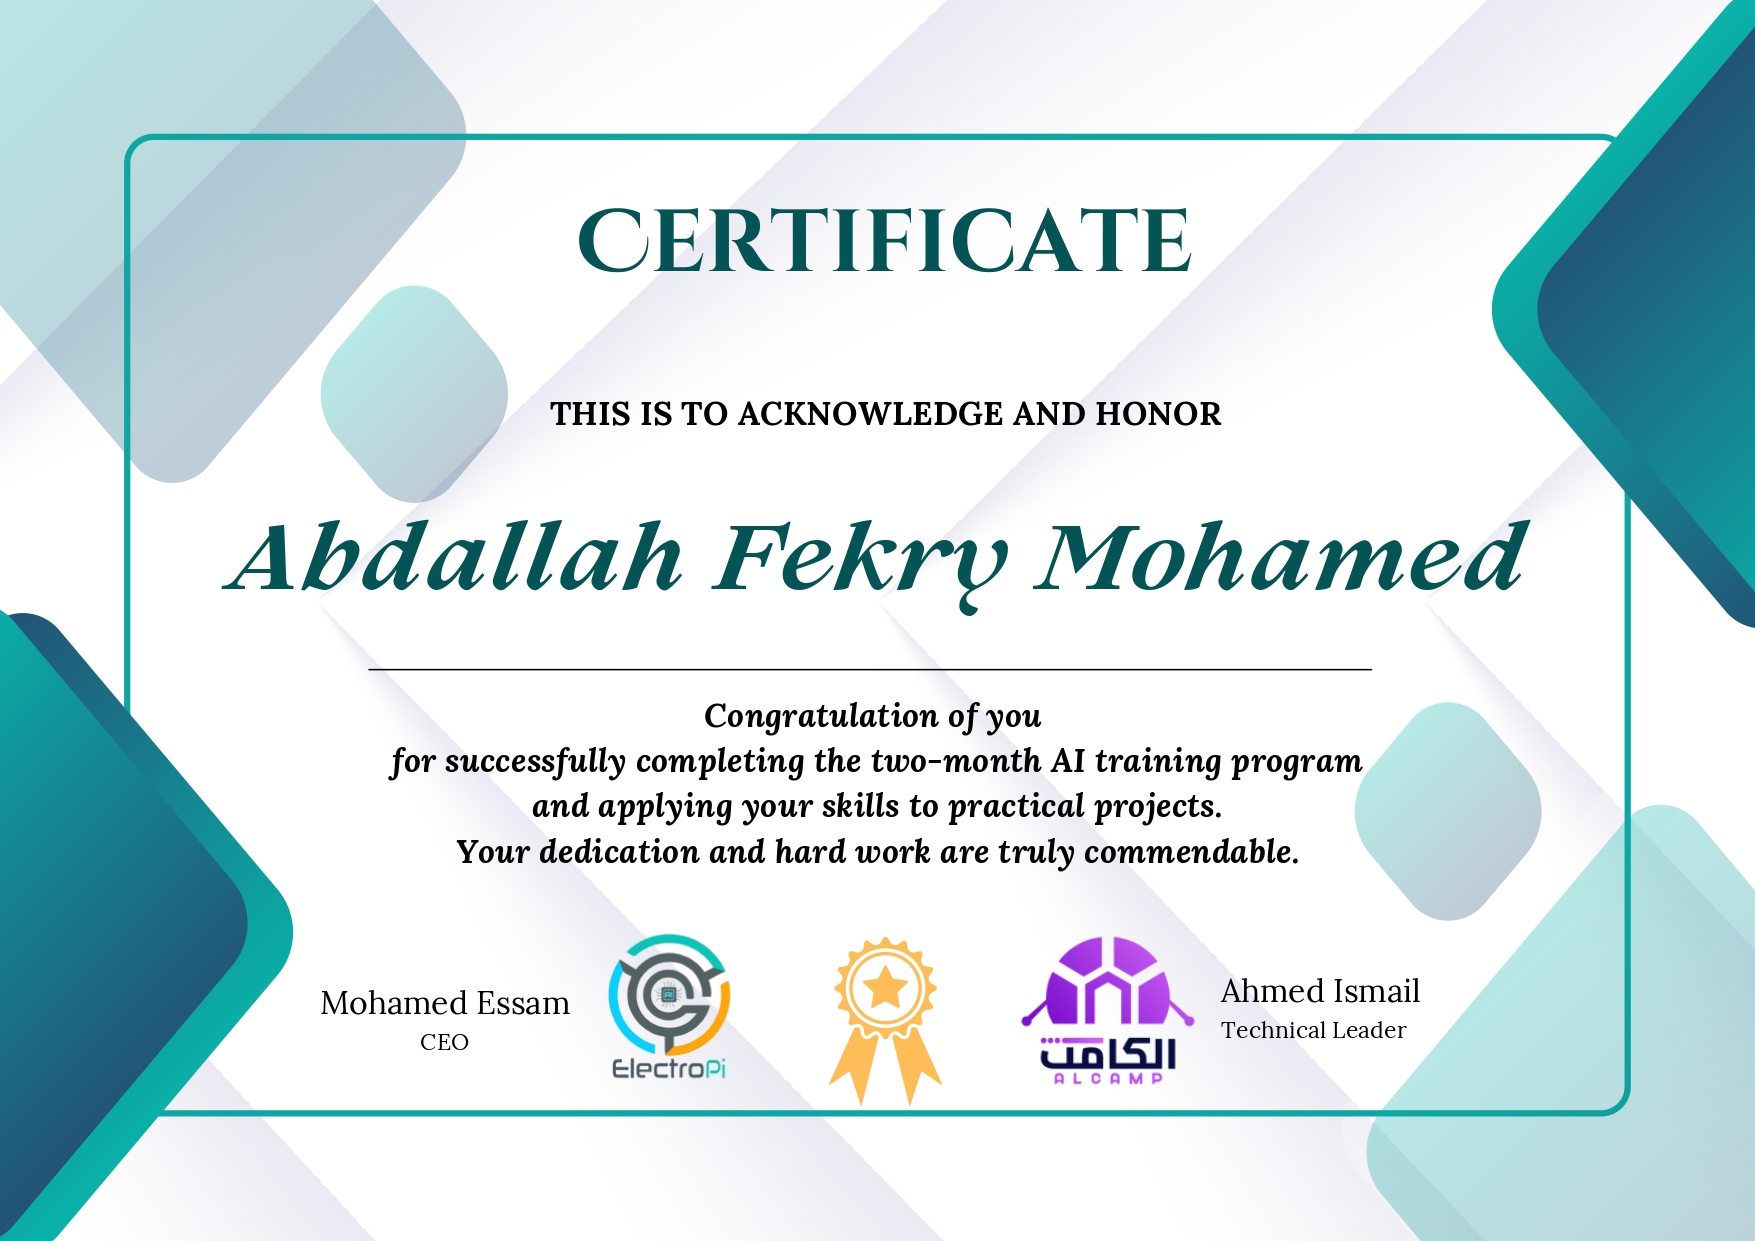 CERTIFICATE
THIS IS TO ACKNOWLEDGE AND HONOR
Abdallah Fekry Mohamed
Congratulation of you
for successfully completing the two-month AI training program
and applying your skills to practical projects.
Your dedication and hard work are truly commendable.
Mohamed Essam
CEO
AI
ElectroPi
الكامب
ALCAMP
Ahmed Ismail
Technical Leader